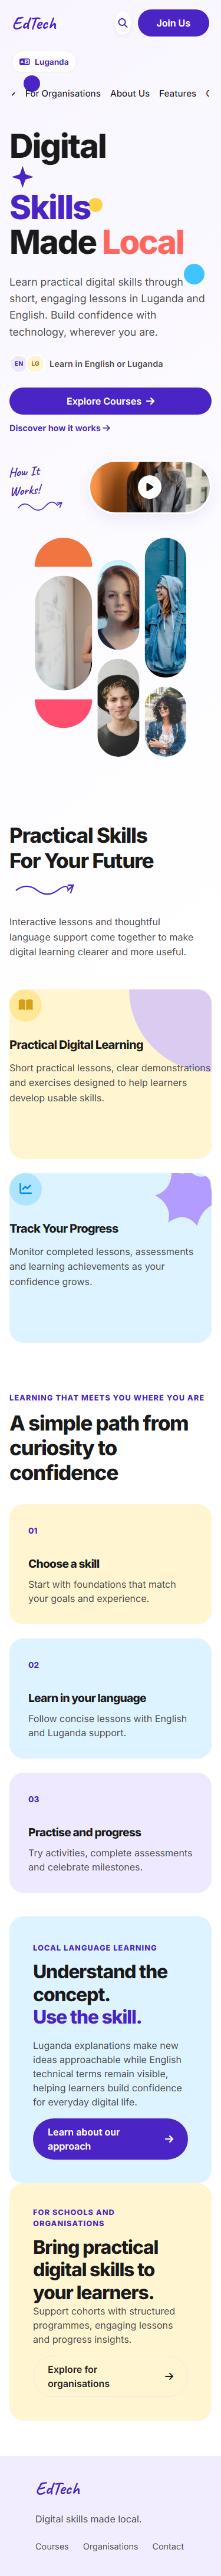 EdTech
Join Us
Luganda
For Organisations About Us Features
Digital
Skills
Made Local
Learn practical digital skills through
short, engaging lessons in Luganda and
English. Build confidence with
technology, wherever you are.
EN LG Learn in English or Luganda
Explore Courses →
Discover how it works →
How It
Works!
Practical Skills
For Your Future
Interactive lessons and thoughtful
language support come together to make
digital learning clearer and more useful.
Practical Digital Learning
Short practical lessons, clear demonstrations
and exercises designed to help learners
develop usable skills.
Track Your Progress
Monitor completed lessons, assessments
and learning achievements as your
confidence grows.
LEARNING THAT MEETS YOU WHERE YOU ARE
A simple path from
curiosity to
confidence
01
Choose a skill
Start with foundations that match
your goals and experience.
02
Learn in your language
Follow concise lessons with English
and Luganda support.
03
Practise and progress
Try activities, complete assessments
and celebrate milestones.
LOCAL LANGUAGE LEARNING
Understand the
concept.
Use the skill.
Luganda explanations make new
ideas approachable while English
technical terms remain visible,
helping learners build confidence
for everyday digital life.
Learn about our
approach →
FOR SCHOOLS AND
ORGANISATIONS
Bring practical
digital skills to
your learners.
Support cohorts with structured
programmes, engaging lessons
and progress insights.
Explore for
organisations →
EdTech
Digital skills made local.
Courses Organisations Contact